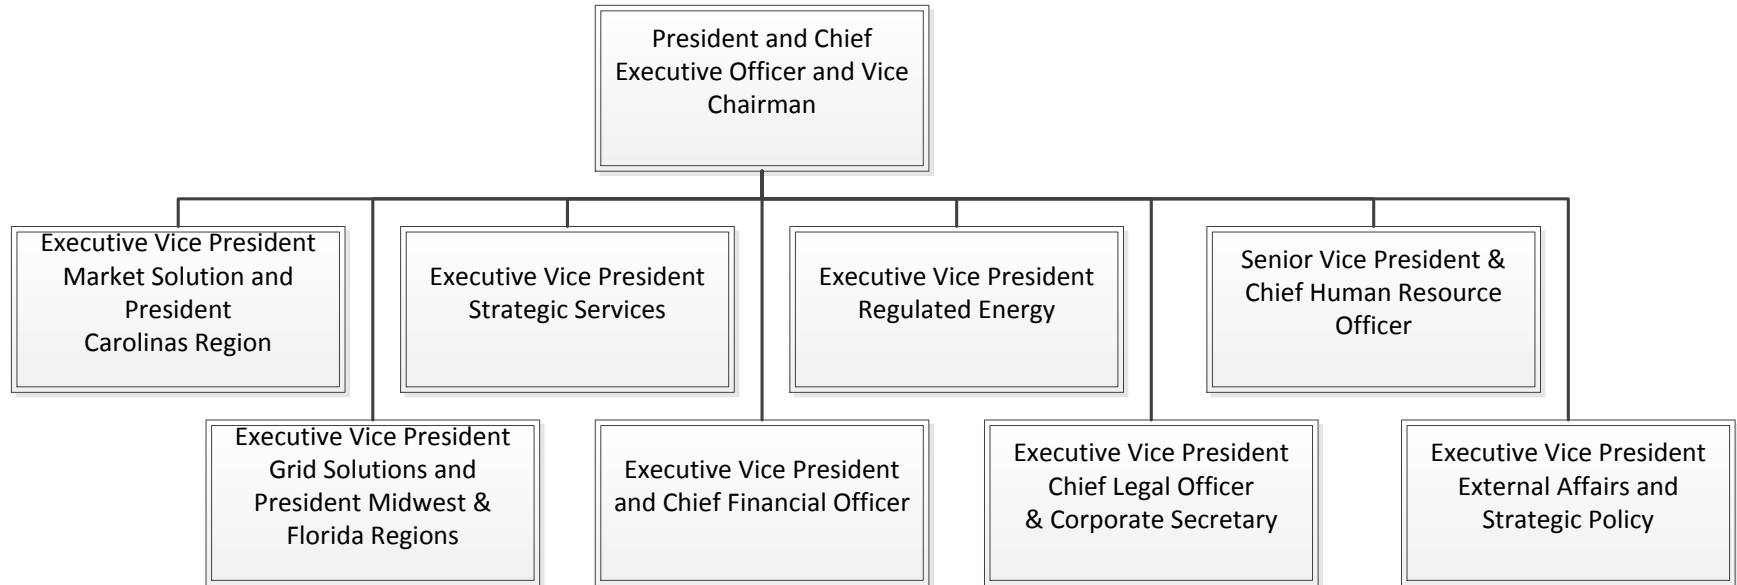 President and Chief
Executive Officer and Vice
Chairman
Executive Vice President
Market Solution and
President
Carolinas Region
Executive Vice President
Strategic Services
Executive Vice President
Regulated Energy
Senior Vice President &
Chief Human Resource
Officer
Executive Vice President
Grid Solutions and
President Midwest &
Florida Regions
Executive Vice President
and Chief Financial Officer
Executive Vice President
Chief Legal Officer
& Corporate Secretary
Executive Vice President
External Affairs and
Strategic Policy